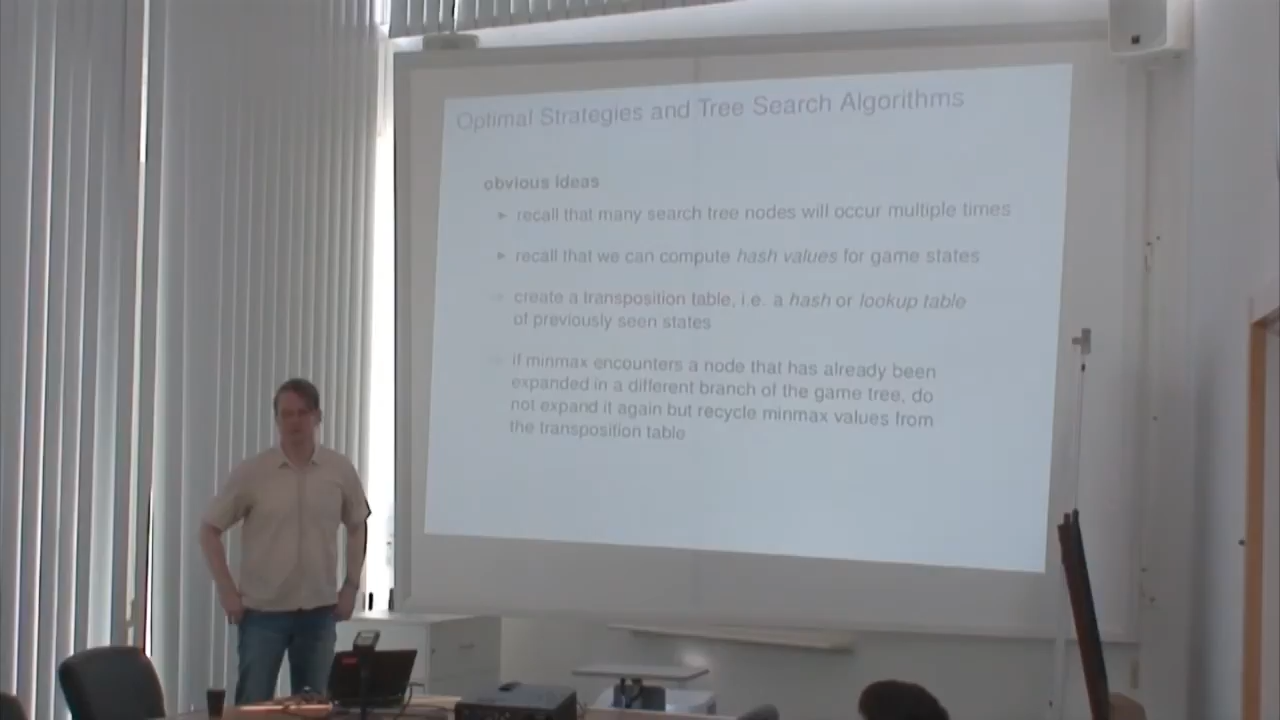 Optimal Strategies and Tree Search Algorithms
obvious ideas
recall that many search tree nodes will occur multiple times
recall that we can compute hash values for game states
create a transposition table, i.e. a hash or lookup table
of previously seen states
if minmax encounters a node that has already been
expanded in a different branch of the game tree, do
not expand it again but recycle minmax values from
the transposition table